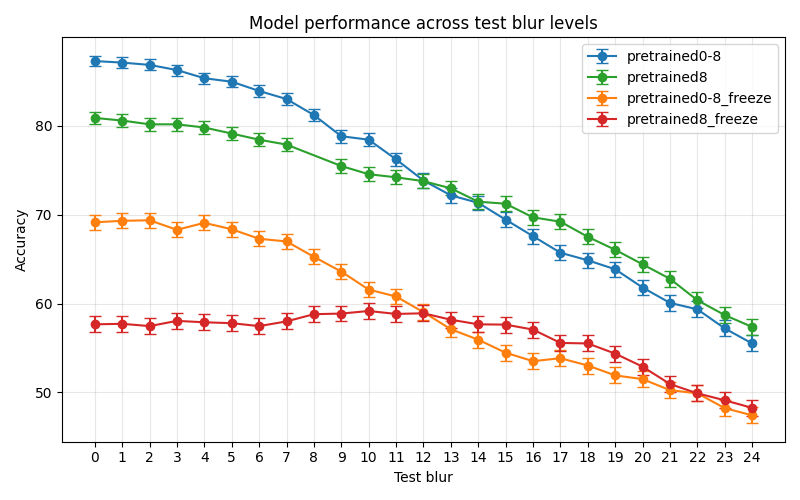 Model performance across test blur levels
pretrained0-8
pretrained8
pretrained0-8_freeze
pretrained8_freeze
Accuracy
80
70
60
50
0 1 2 3 4 5 6 7 8 9 10 11 12 13 14 15 16 17 18 19 20 21 22 23 24
Test blur